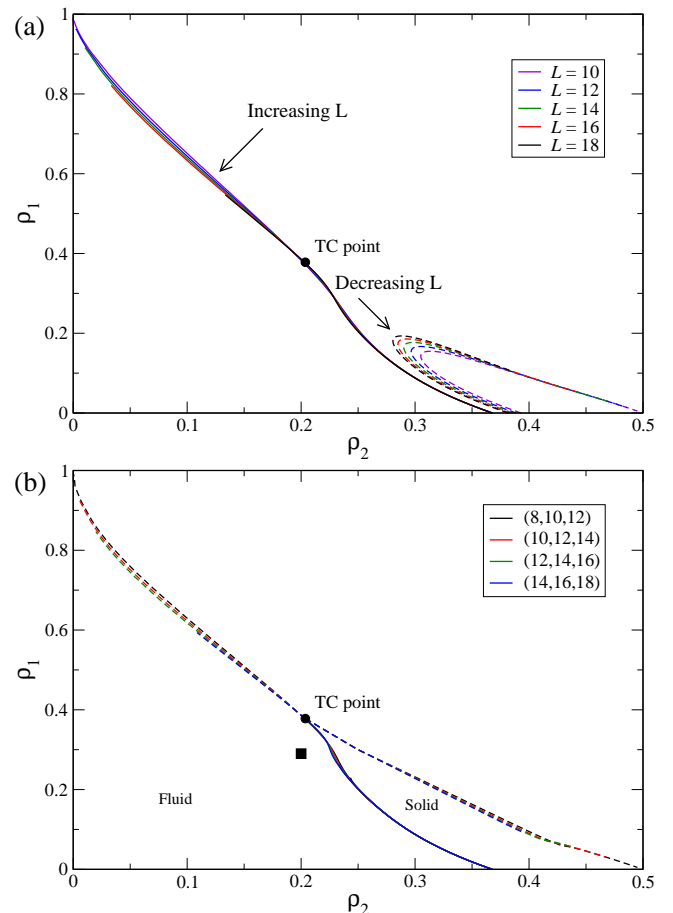 (a)
1
0.8
0.6
0.4
0.2
0
ρ₁
Increasing L
TC point
Decreasing L
L = 10
L = 12
L = 14
L = 16
L = 18
0 0.1 0.2 0.3 0.4 0.5
ρ₂
(b)
1
0.8
0.6
0.4
0.2
0
ρ₁
(8,10,12)
(10,12,14)
(12,14,16)
(14,16,18)
TC point
Fluid
Solid
0 0.1 0.2 0.3 0.4 0.5
ρ₂